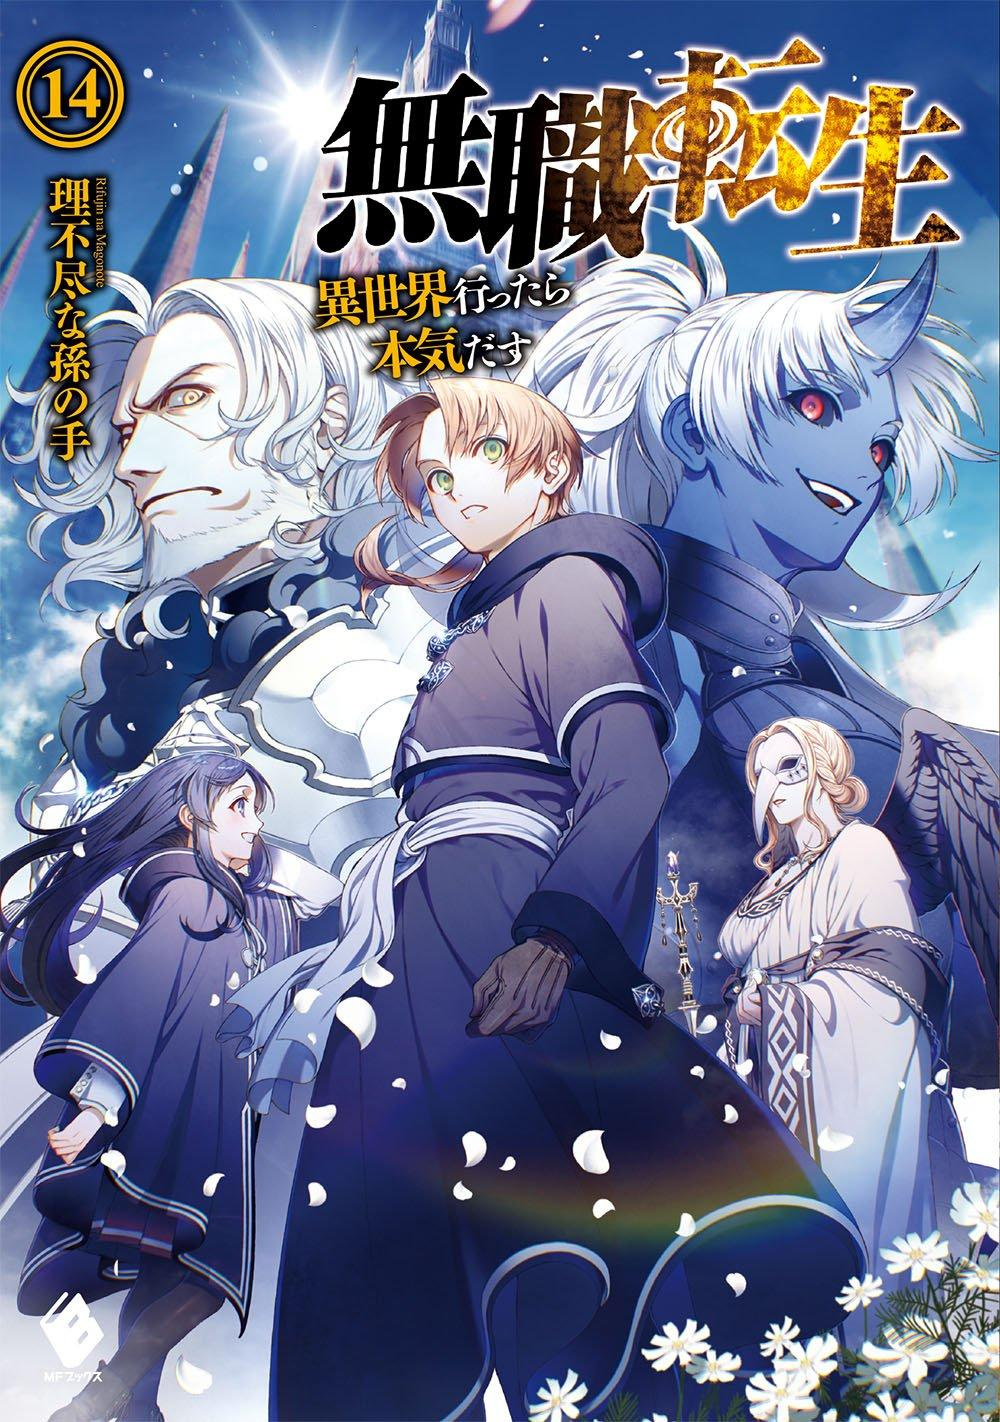 14
無職転生
異世界行ったら
本気だす
理不尽な孫の手
Rifujin na Magonote
MFブックス